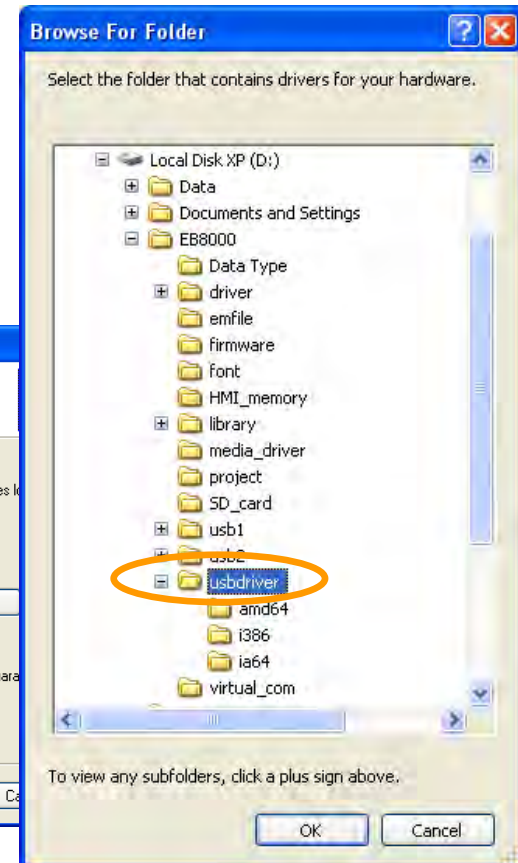 Browse For Folder
Select the folder that contains drivers for your hardware.
Local Disk XP (D:)
Data
Documents and Settings
EB8000
Data Type
driver
emfile
firmware
font
HMI_memory
library
media_driver
project
SD_card
usb1
usb2
usbdriver
amd64
i386
ia64
virtual_com
To view any subfolders, click a plus sign above.
OK
Cancel